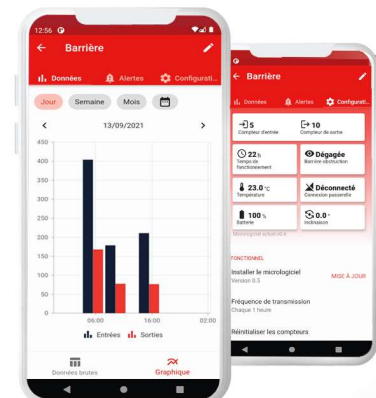 12:56
Barrière
Données
Alertes
Configurati...
Jour
Semaine
Mois
13/09/2021
450
400
350
300
250
200
150
100
50
0
06:00
16:00
02:00
Entrées
Sorties
Données brutes
Graphique
Barrière
Données
Alertes
Configurat
5
Compteur d'entrée
10
Compteur de sortie
22 h
Temps de
fonctionnement
Dégagée
Barrière obstruction
23.0 °C
Température
Déconnecté
Connexion passerelle
100 %
Batterie
0.0 °
Inclinaison
FONCTIONNEL
Installer le micrologiciel
Version 0.5
MISE À JOUR
Fréquence de transmission
Chaque 1 heure
Réinitialiser les compteurs